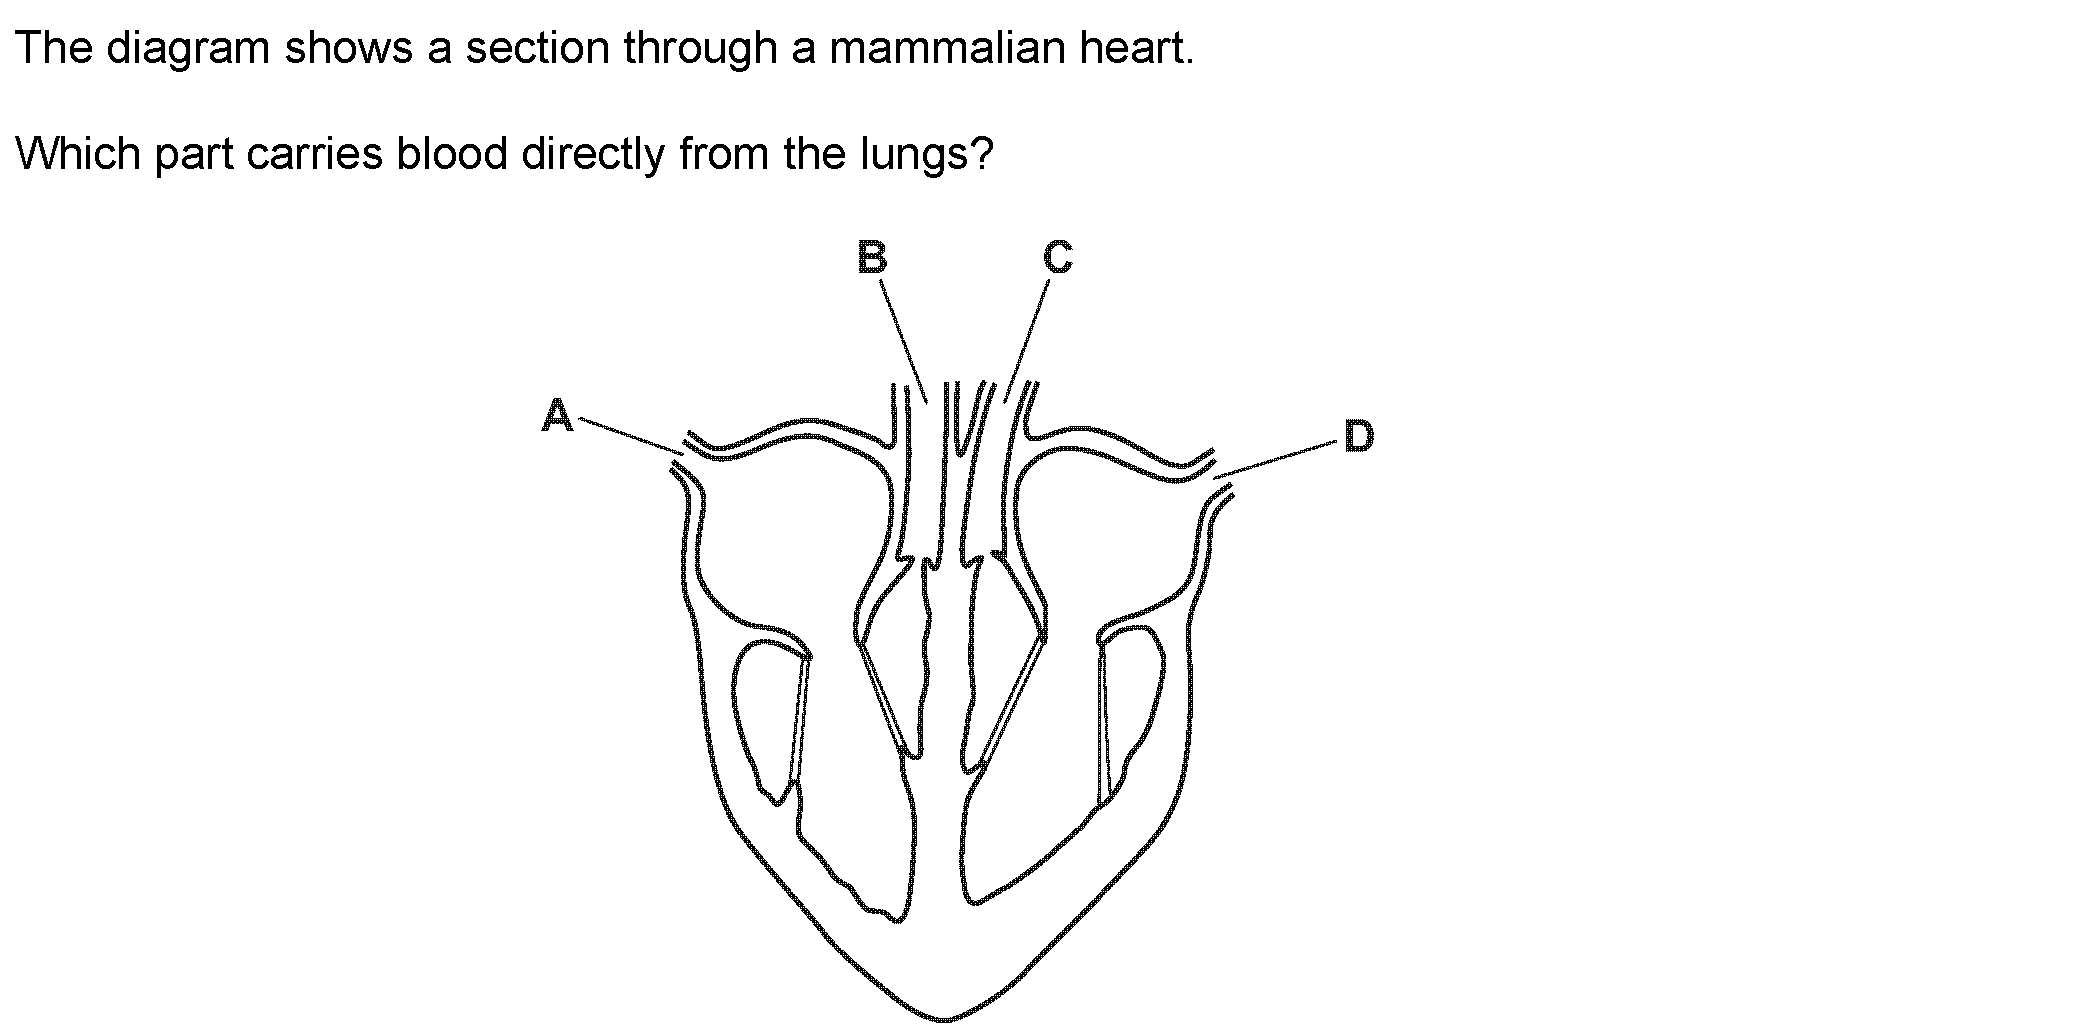 The diagram shows a section through a mammalian heart.
Which part carries blood directly from the lungs?
B
C
A
D